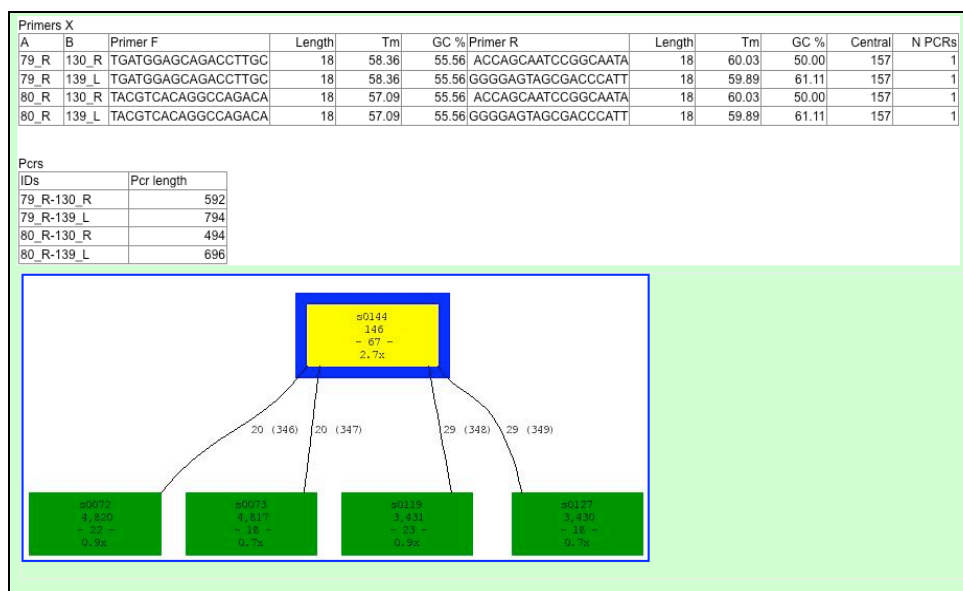 Primers X
A B Primer F Length Tm GC % Primer R Length Tm GC % Central N PCRs
79_R 130_R TGATGGAGCAGACCTTGC 18 58.36 55.56 ACCAGCAATCCGGCAATA 18 60.03 50.00 157 1
79_R 139_L TGATGGAGCAGACCTTGC 18 58.36 55.56 GGGGAGTAGCGACCCATT 18 59.89 61.11 157 1
80_R 130_R TACGTCACAGGCCAGACA 18 57.09 55.56 ACCAGCAATCCGGCAATA 18 60.03 50.00 157 1
80_R 139_L TACGTCACAGGCCAGACA 18 57.09 55.56 GGGGAGTAGCGACCCATT 18 59.89 61.11 157 1
Pcrs
IDs Pcr length
79_R-130_R 592
79_R-139_L 794
80_R-130_R 494
80_R-139_L 696
s0144
146
- 67 -
2.7x
20 (346) 20 (347) 29 (348) 29 (349)
s0072 s0073 s0119 s0127
4,820 4,817 3,431 3,430
- 22 - - 18 - - 23 - - 18 -
0.9x 0.7x 0.9x 0.7x